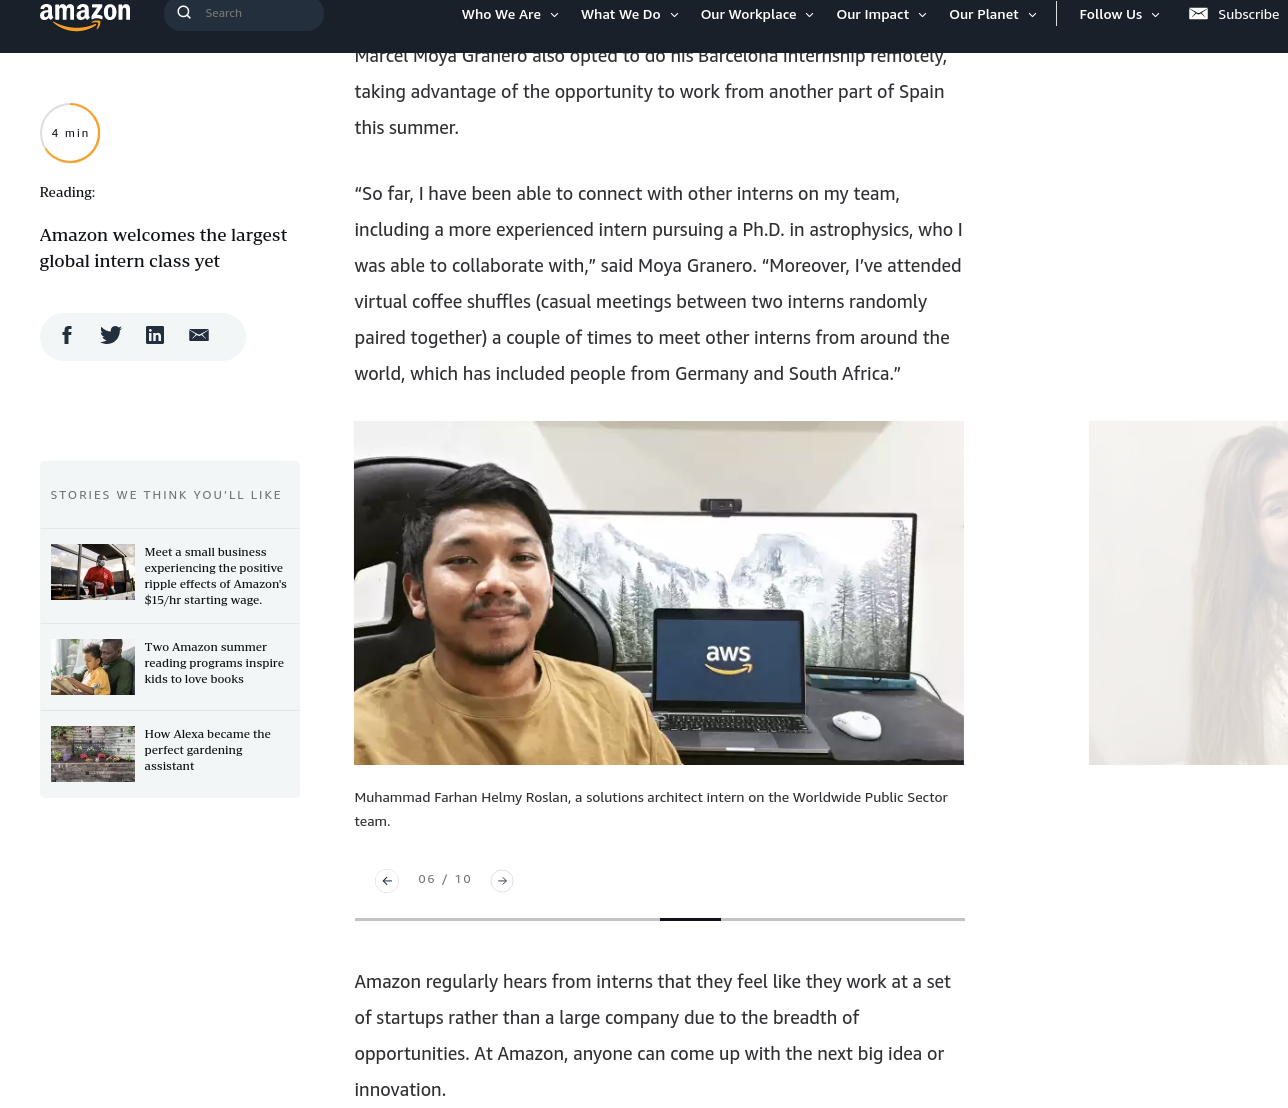 amazon
Search
Who We Are
What We Do
Our Workplace
Our Impact
Our Planet
Follow Us
Subscribe
4 min
Reading:
Amazon welcomes the largest
global intern class yet
STORIES WE THINK YOU'LL LIKE
Meet a small business
experiencing the positive
ripple effects of Amazon's
$15/hr starting wage.
Two Amazon summer
reading programs inspire
kids to love books
How Alexa became the
perfect gardening
assistant
Marcel Moya Granero also opted to do his Barcelona internship remotely,
taking advantage of the opportunity to work from another part of Spain
this summer.
“So far, I have been able to connect with other interns on my team,
including a more experienced intern pursuing a Ph.D. in astrophysics, who I
was able to collaborate with,” said Moya Granero. “Moreover, I’ve attended
virtual coffee shuffles (casual meetings between two interns randomly
paired together) a couple of times to meet other interns from around the
world, which has included people from Germany and South Africa.”
aws
Muhammad Farhan Helmy Roslan, a solutions architect intern on the Worldwide Public Sector
team.
06 / 10
Amazon regularly hears from interns that they feel like they work at a set
of startups rather than a large company due to the breadth of
opportunities. At Amazon, anyone can come up with the next big idea or
innovation.